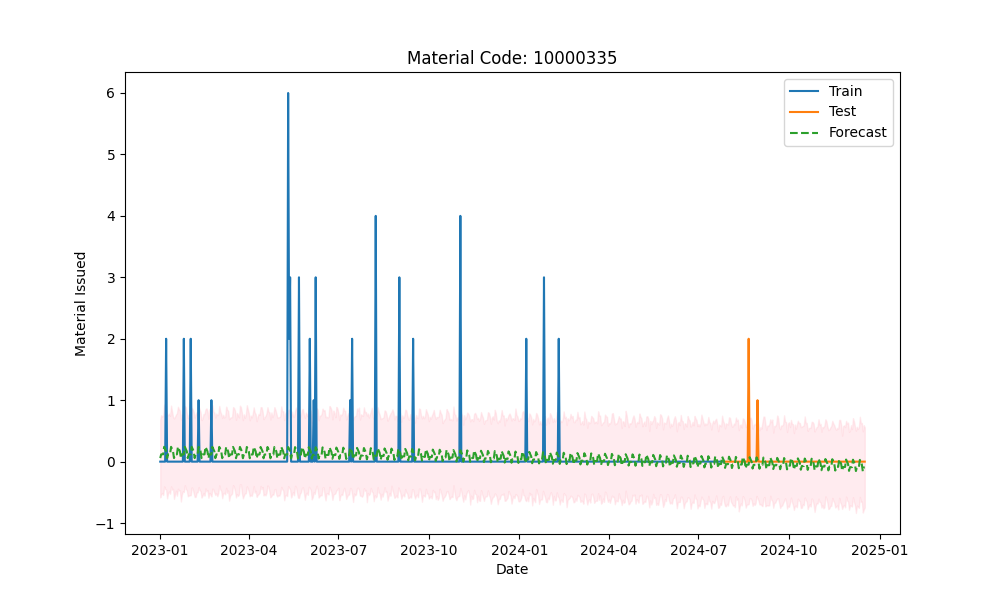 Material Code: 10000335
Train
Test
Forecast
Material Issued
6
5
4
3
2
1
0
−1
2023-01
2023-04
2023-07
2023-10
2024-01
2024-04
2024-07
2024-10
2025-01
Date